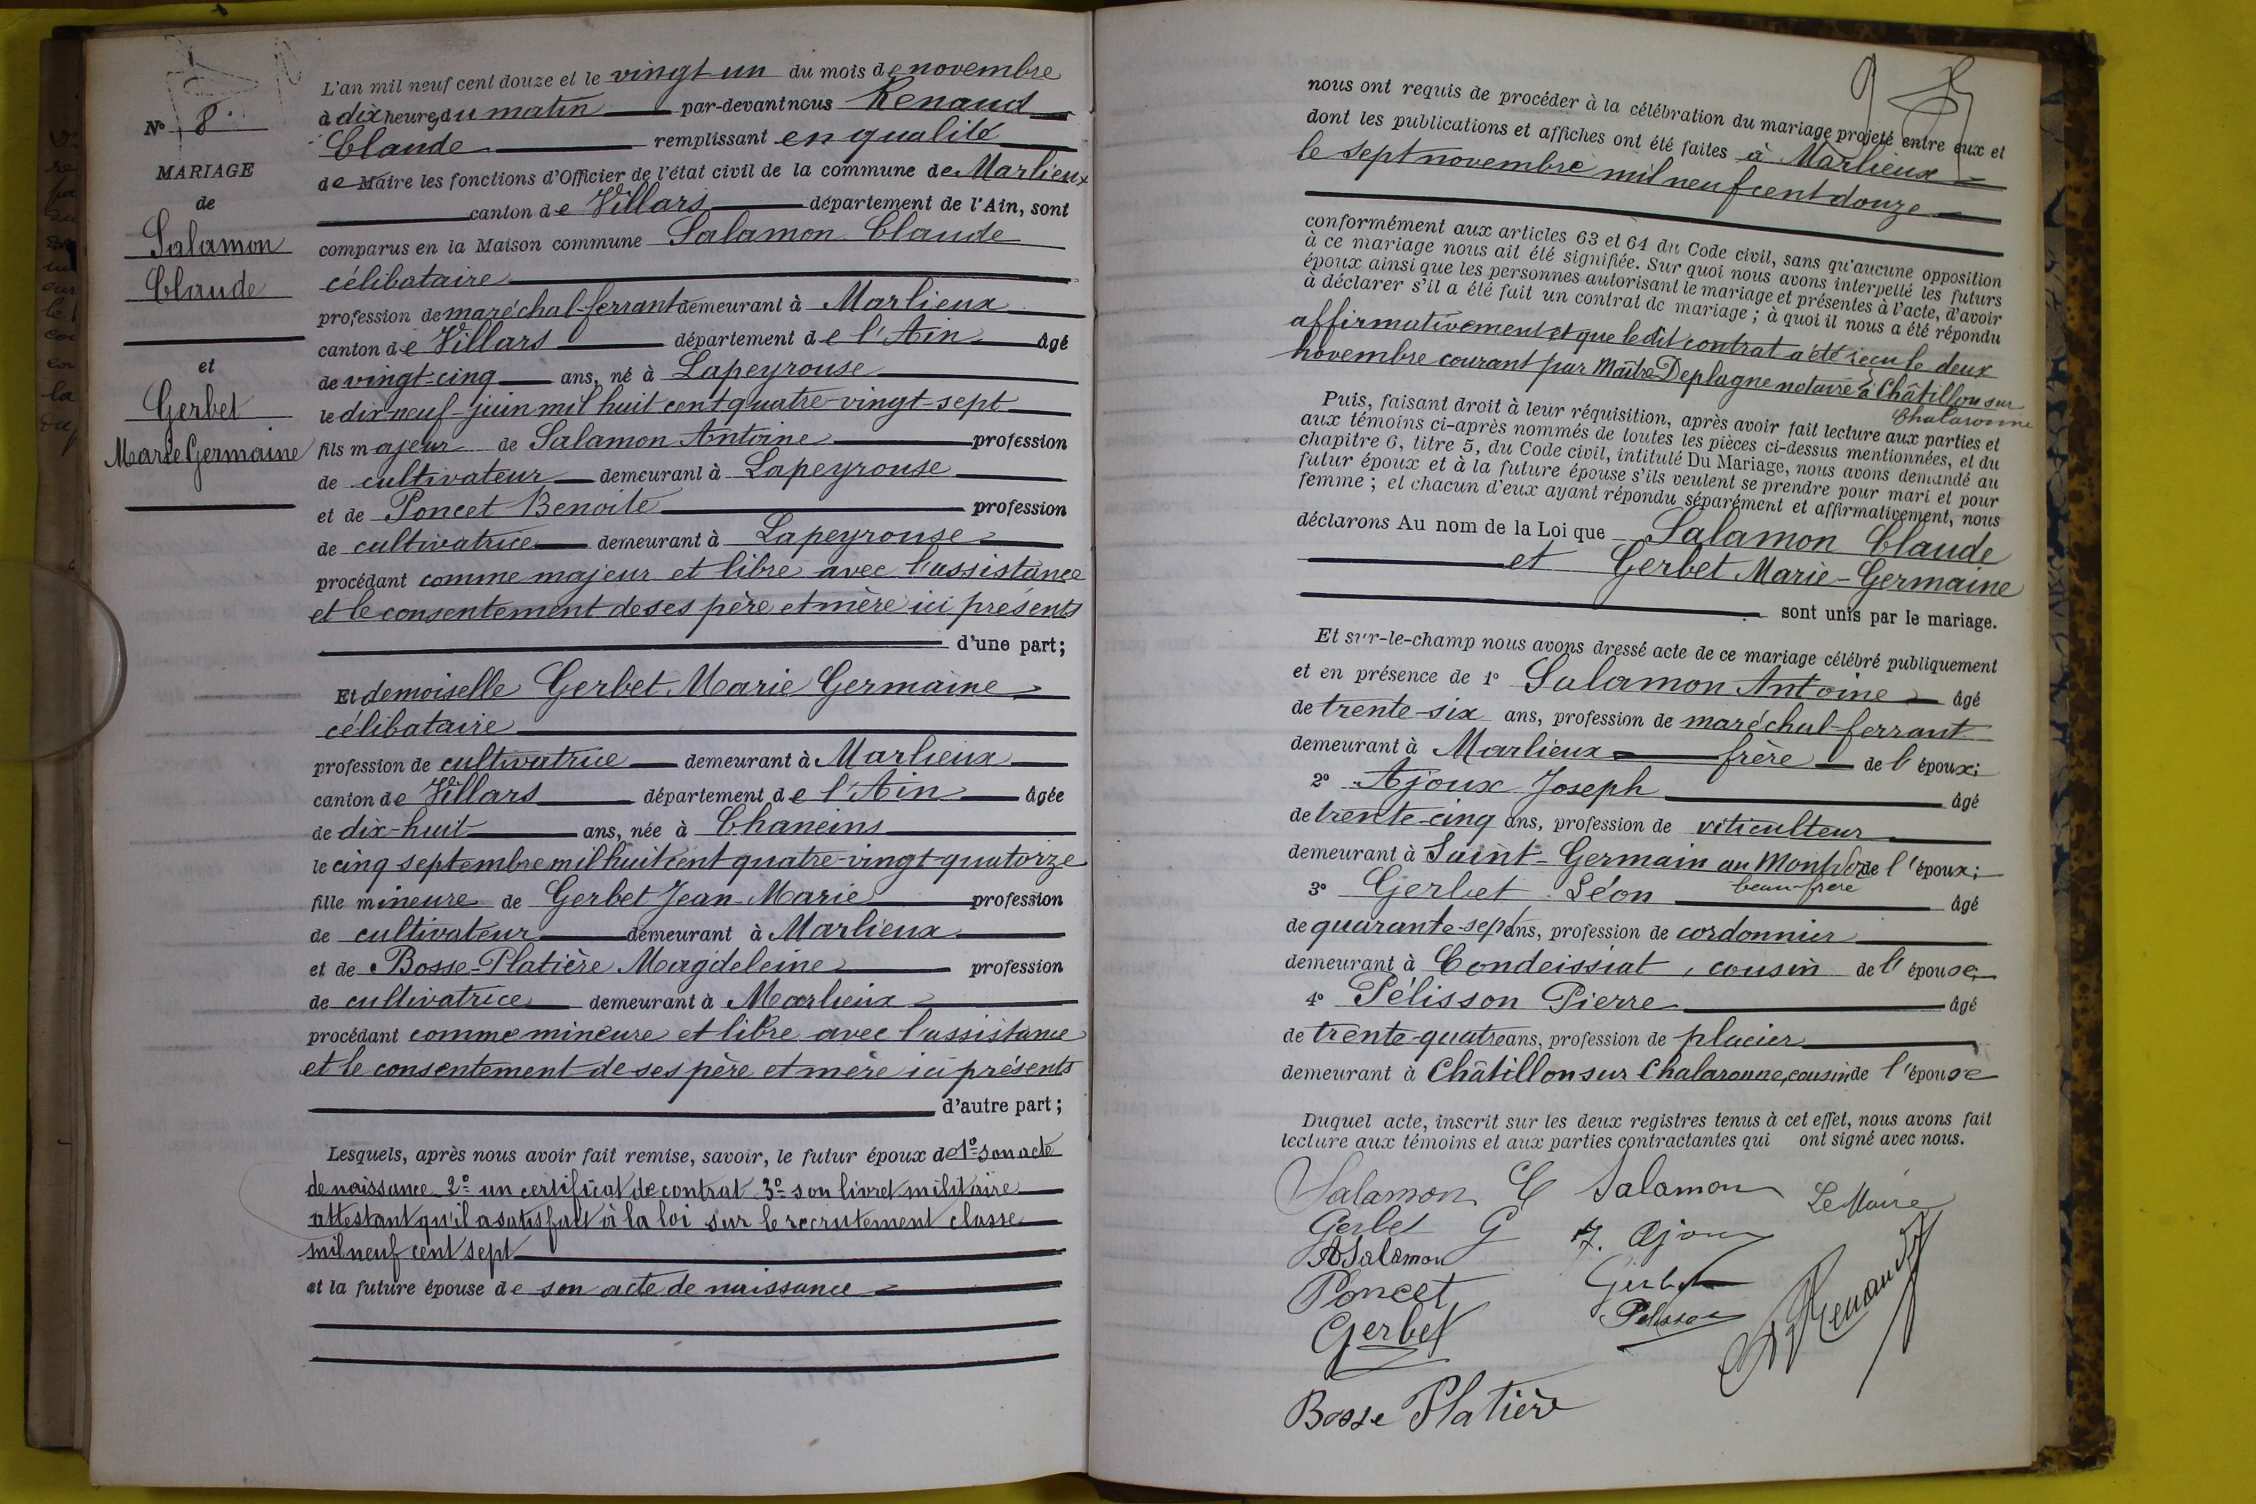 N° 8.
MARIAGE
de
Salamon
Claude
et
Gerbet
Marie Germaine
L'an mil neuf cent douze et le vingt-un du mois de novembre
à dix heures du matin par-devant nous Renaud
Claude remplissant en qualité
de Maire les fonctions d'Officier de l'état civil de la commune de Marlieux
canton de Villars département de l'Ain, sont
comparus en la Maison commune Salamon Claude
célibataire
profession de maréchal-ferrant demeurant à Marlieux
canton de Villars département de l'Ain âgé
de vingt-cinq ans, né à Lapeyrouse
le dix-neuf juin mil huit cent quatre-vingt-sept
fils majeur de Salamon Antoine profession
de cultivateur demeurant à Lapeyrouse
et de Poncet Benoite profession
de cultivatrice demeurant à Lapeyrouse
procédant comme majeur et libre avec l'assistance
et le consentement de ses père et mère ici présents
d'une part;
Et demoiselle Gerbet Marie Germaine
célibataire
profession de cultivatrice demeurant à Marlieux
canton de Villars département de l'Ain âgée
de dix-huit ans, née à Chaneins
le cinq septembre mil huit cent quatre-vingt-quatorze
fille mineure de Gerbet Jean Marie profession
de cultivateur demeurant à Marlieux
et de Bosse-Platière Magdeleine profession
de cultivatrice demeurant à Marlieux
procédant comme mineure et libre avec l'assistance
et le consentement de ses père et mère ici présents
d'autre part;
Lesquels, après nous avoir fait remise, savoir, le futur époux de 1° son acte
de naissance 2° un certificat de contrat 3° son livret militaire
attestant qu'il a satisfait à la loi sur le recrutement classe
mil neuf cent sept
et la future épouse de son acte de naissance
nous ont requis de procéder à la célébration du mariage projeté entre eux et
dont les publications et affiches ont été faites à Marlieux
le sept novembre mil neuf cent douze
conformément aux articles 63 et 64 du Code civil, sans qu'aucune opposition
à ce mariage nous ait été signifiée. Sur quoi nous avons interpellé les futurs
époux ainsi que les personnes autorisant le mariage et présentes à l'acte, d'avoir
à déclarer s'il a été fait un contrat de mariage; à quoi il nous a été répondu
affirmativement et que le dit contrat a été reçu le deux
novembre courant par Maître Deplagne notaire à Châtillon sur
Chalaronne
Puis, faisant droit à leur réquisition, après avoir fait lecture aux parties et
aux témoins ci-après nommés de toutes les pièces ci-dessus mentionnées, et du
chapitre 6, titre 5, du Code civil, intitulé Du Mariage, nous avons demandé au
futur époux et à la future épouse s'ils veulent se prendre pour mari et pour
femme; et chacun d'eux ayant répondu séparément et affirmativement, nous
déclarons Au nom de la Loi que Salamon Claude
et Gerbet Marie-Germaine
sont unis par le mariage.
Et sur-le-champ nous avons dressé acte de ce mariage célébré publiquement
et en présence de 1° Salamon Antoine âgé
de trente-six ans, profession de maréchal-ferrant
demeurant à Marlieux frère de l'époux;
2° Ajoux Joseph âgé
de trente-cinq ans, profession de viticulteur
demeurant à Saint-Germain au Mont d'or de l'époux;
beau-frère
3° Gerbet Léon âgé
de quarante-sept ans, profession de cordonnier
demeurant à Condeissiat, cousin de l'épouse
4° Pélisson Pierre âgé
de trente-quatre ans, profession de placier
demeurant à Châtillon sur Chalaronne, cousin de l'épouse
Duquel acte, inscrit sur les deux registres tenus à cet effet, nous avons fait
lecture aux témoins et aux parties contractantes qui ont signé avec nous.
Salamon C Salamon Le Maire
Gerbet G J. Ajoux
A Salamon
Poncet Gerbet
Gerbet Pélisson
Renaud
Bosse Platière